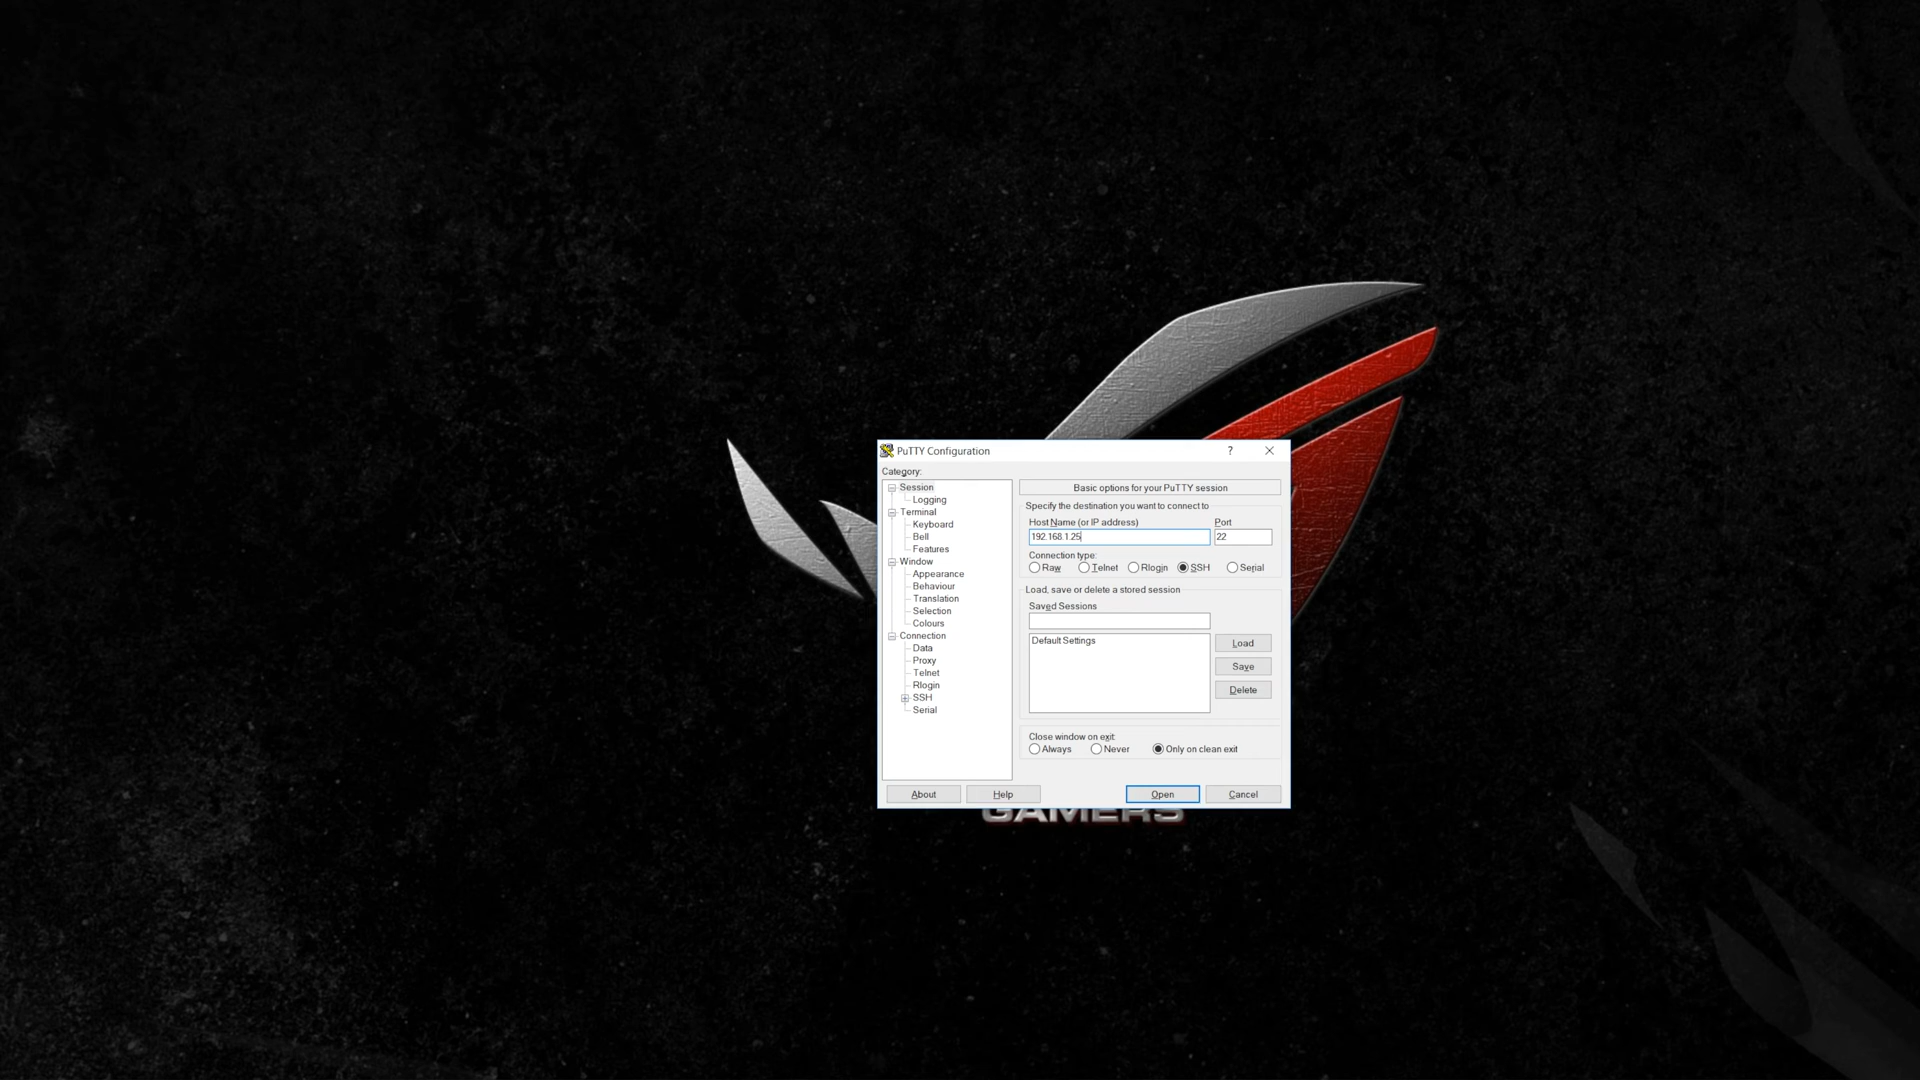 PuTTY Configuration
?
Category:
Session
Logging
Terminal
Keyboard
Bell
Features
Window
Appearance
Behaviour
Translation
Selection
Colours
Connection
Data
Proxy
Telnet
Rlogin
SSH
Serial
Basic options for your PuTTY session
Specify the destination you want to connect to
Host Name (or IP address) Port
192.168.1.25 22
Connection type:
Raw Telnet Rlogin SSH Serial
Load, save or delete a stored session
Saved Sessions
Default Settings
Load
Save
Delete
Close window on exit:
Always Never Only on clean exit
About Help Open Cancel
GAMERS